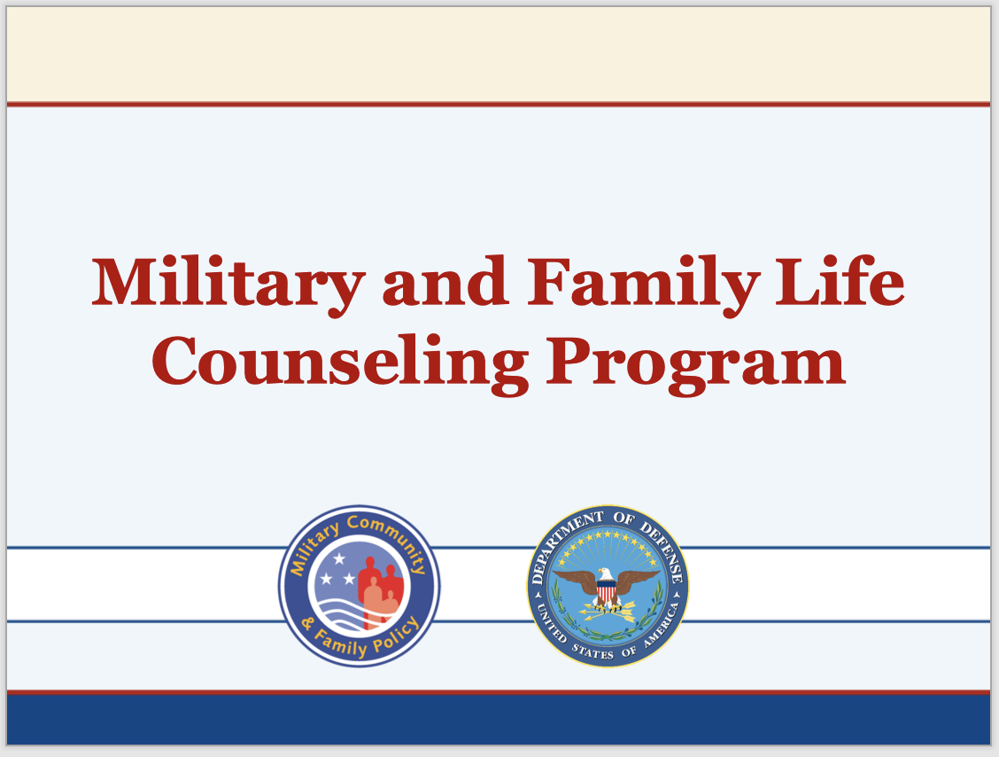 Military and Family Life
Counseling Program
Military Community
& Family Policy
DEPARTMENT OF DEFENSE
UNITED STATES OF AMERICA